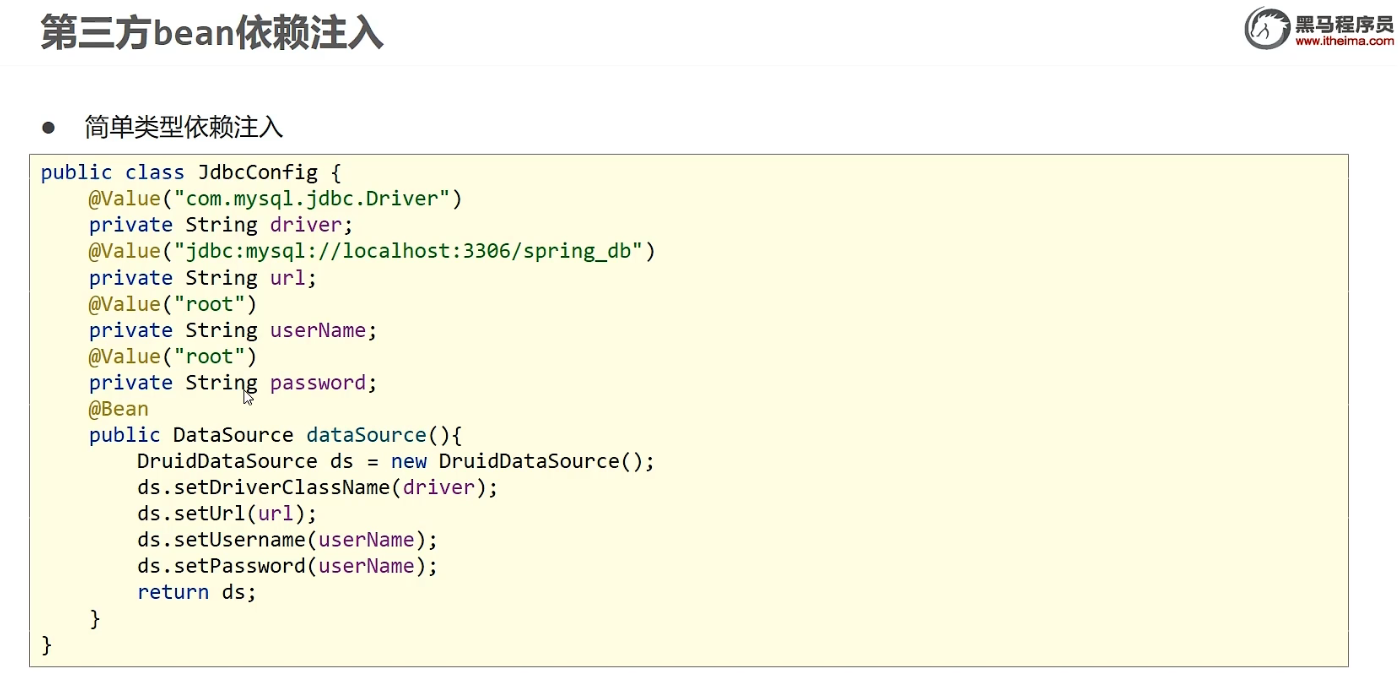 第三方bean依赖注入
黑马程序员
www.itheima.com
● 简单类型依赖注入
public class JdbcConfig {
    @Value("com.mysql.jdbc.Driver")
    private String driver;
    @Value("jdbc:mysql://localhost:3306/spring_db")
    private String url;
    @Value("root")
    private String userName;
    @Value("root")
    private String password;
    @Bean
    public DataSource dataSource(){
        DruidDataSource ds = new DruidDataSource();
        ds.setDriverClassName(driver);
        ds.setUrl(url);
        ds.setUsername(userName);
        ds.setPassword(userName);
        return ds;
    }
}